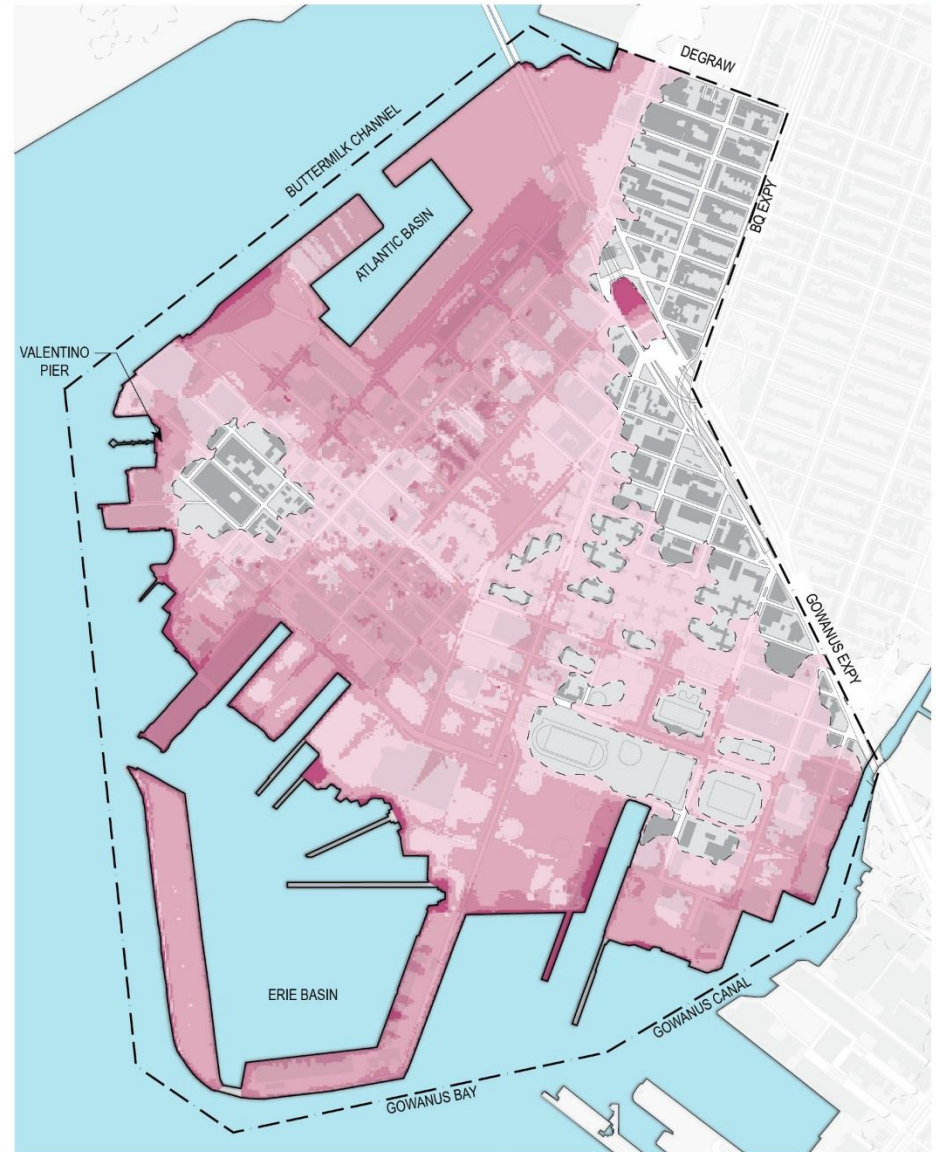 DEGRAW
BUTTERMILK CHANNEL
BQ EXPY
ATLANTIC BASIN
VALENTINO
PIER
GOWANUS EXPY
ERIE BASIN
GOWANUS CANAL
GOWANUS BAY